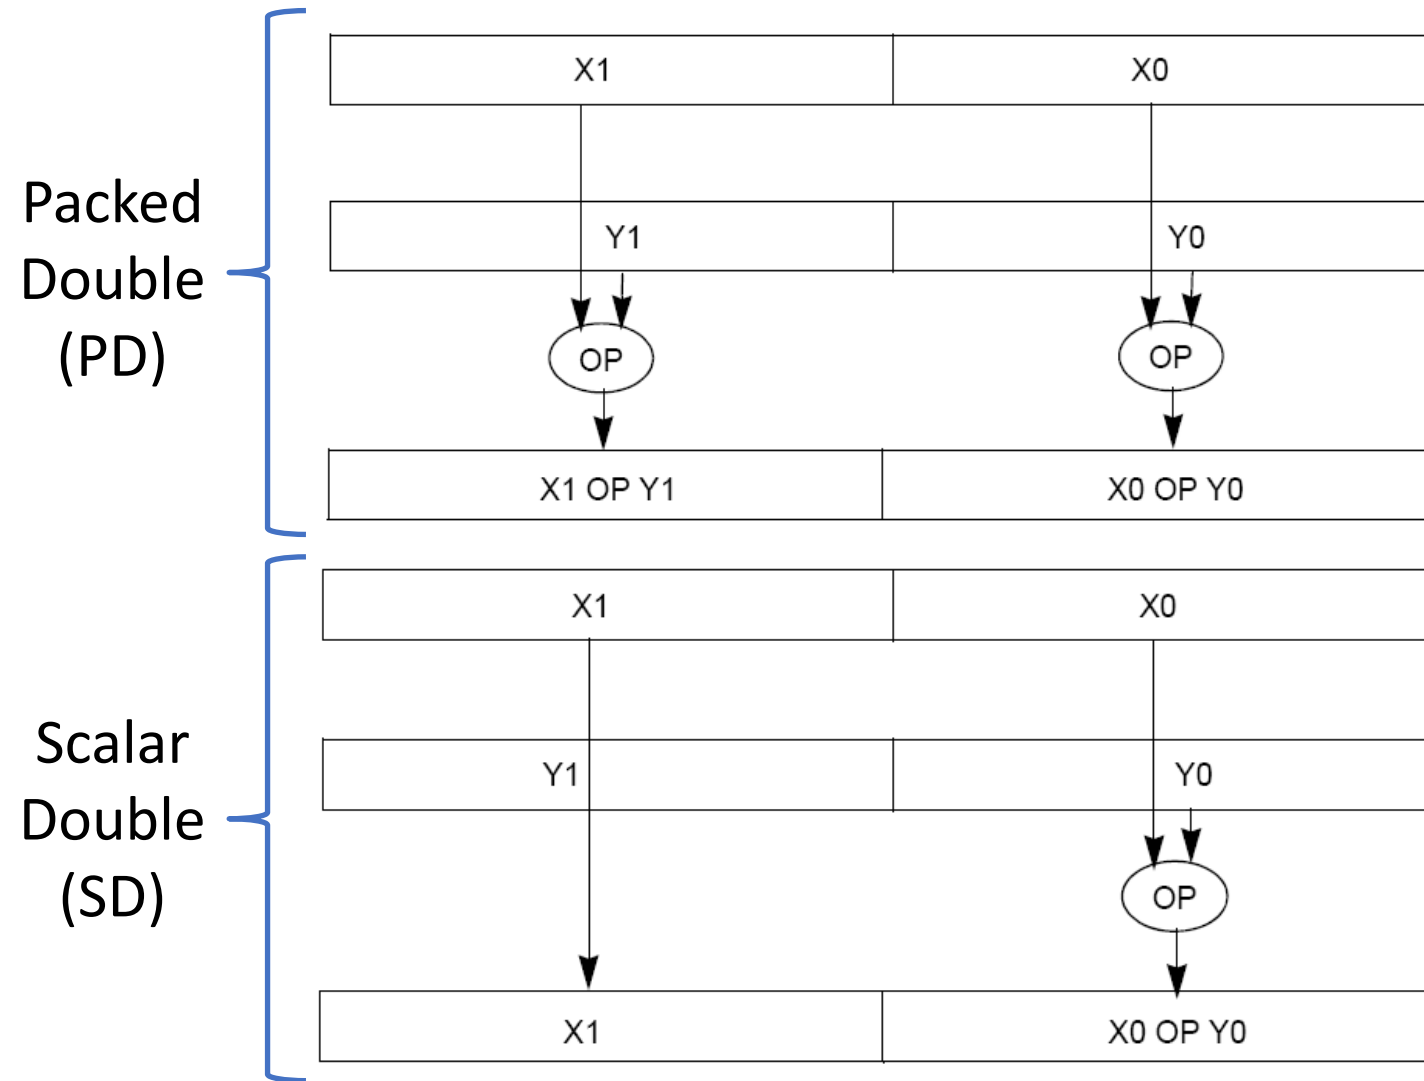 Packed
Double
(PD)
X1 X0
Y1 Y0
OP OP
X1 OP Y1 X0 OP Y0
Scalar
Double
(SD)
X1 X0
Y1 Y0
OP
X1 X0 OP Y0